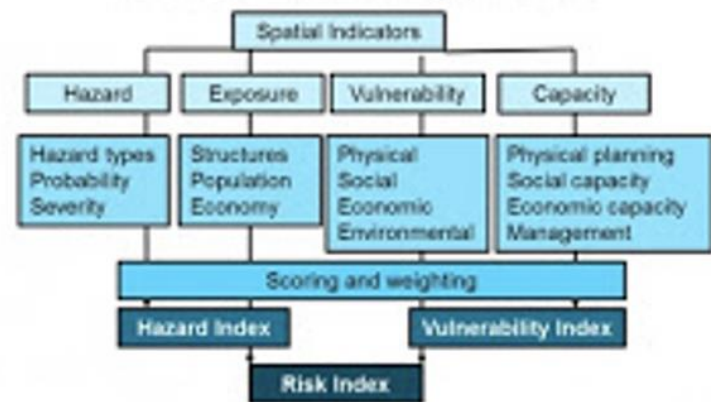 Spatial Indicators
Hazard
Exposure
Vulnerability
Capacity
Hazard types
Probability
Severity
Structures
Population
Economy
Physical
Social
Economic
Environmental
Physical planning
Social capacity
Economic capacity
Management
Scoring and weighting
Hazard Index
Vulnerability Index
Risk Index